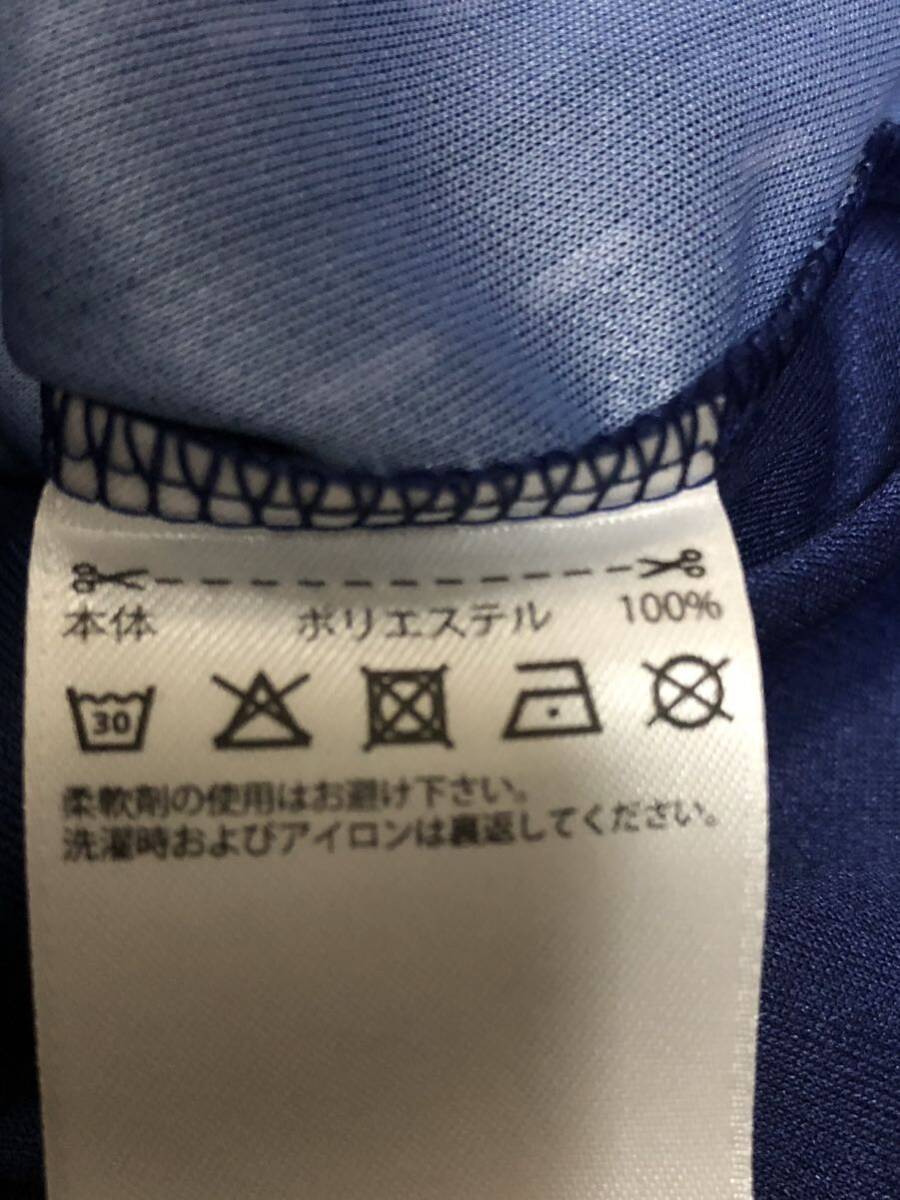 本体 ポリエステル 100%
30
柔軟剤の使用はお避け下さい。
洗濯時およびアイロンは裏返してください。